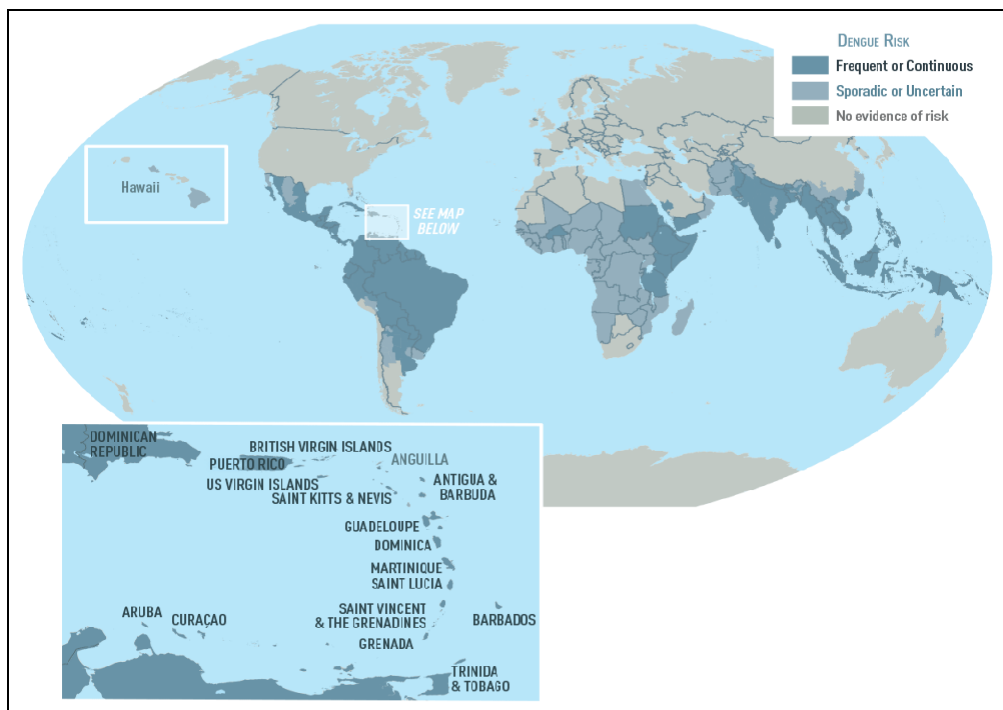 DENGUE RISK
Frequent or Continuous
Sporadic or Uncertain
No evidence of risk
Hawaii
SEE MAP
BELOW
DOMINICAN
REPUBLIC
BRITISH VIRGIN ISLANDS
PUERTO RICO
ANGUILLA
US VIRGIN ISLANDS
ANTIGUA &
BARBUDA
SAINT KITTS & NEVIS
GUADELOUPE
DOMINICA
MARTINIQUE
SAINT LUCIA
SAINT VINCENT
& THE GRENADINES
BARBADOS
ARUBA
CURAÇAO
GRENADA
TRINIDA
& TOBAGO